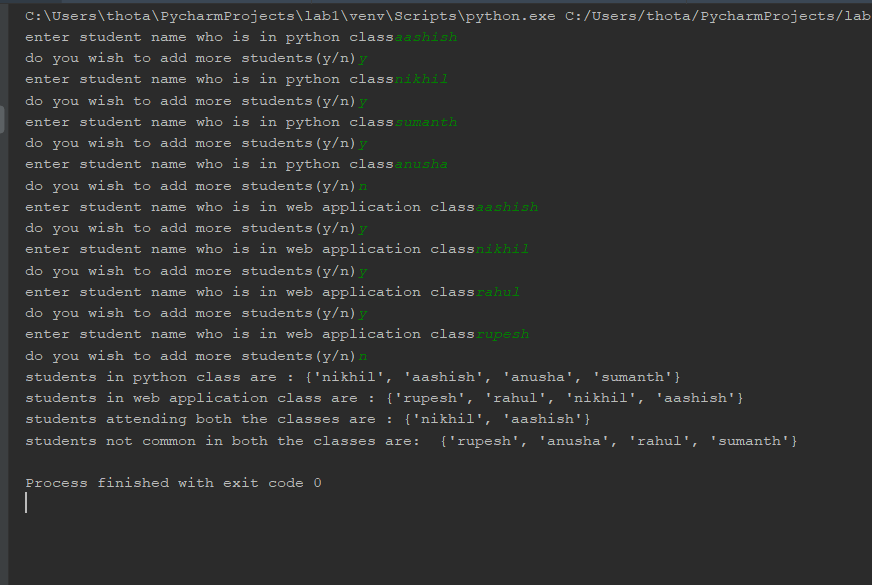 C:\Users\thota\PycharmProjects\lab1\venv\Scripts\python.exe C:/Users/thota/PycharmProjects/lab
enter student name who is in python classaashish
do you wish to add more students(y/n)y
enter student name who is in python classnikhil
do you wish to add more students(y/n)y
enter student name who is in python classsumanth
do you wish to add more students(y/n)y
enter student name who is in python classanusha
do you wish to add more students(y/n)n
enter student name who is in web application classaashish
do you wish to add more students(y/n)y
enter student name who is in web application classnikhil
do you wish to add more students(y/n)y
enter student name who is in web application classrahul
do you wish to add more students(y/n)y
enter student name who is in web application classrupesh
do you wish to add more students(y/n)n
students in python class are : {'nikhil', 'aashish', 'anusha', 'sumanth'}
students in web application class are : {'rupesh', 'rahul', 'nikhil', 'aashish'}
students attending both the classes are : {'nikhil', 'aashish'}
students not common in both the classes are:  {'rupesh', 'anusha', 'rahul', 'sumanth'}
Process finished with exit code 0